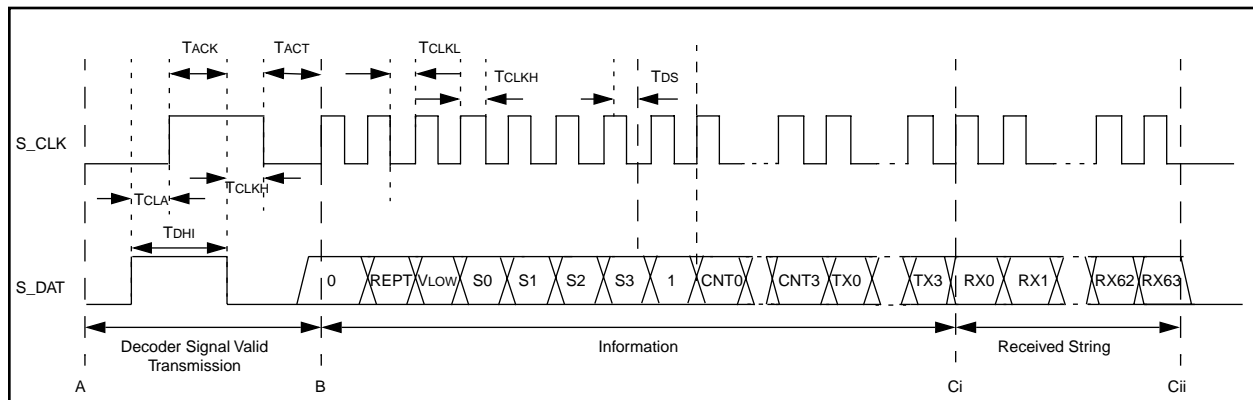 TACK TACT TCLKL
TCLKH TDS
S_CLK
TCLA TCLKH
TDHI
S_DAT 0 REPT VLOW S0 S1 S2 S3 1 CNT0 CNT3 TX0 TX3 RX0 RX1 RX62 RX63
Decoder Signal Valid
Transmission
Information
Received String
A B Ci Cii